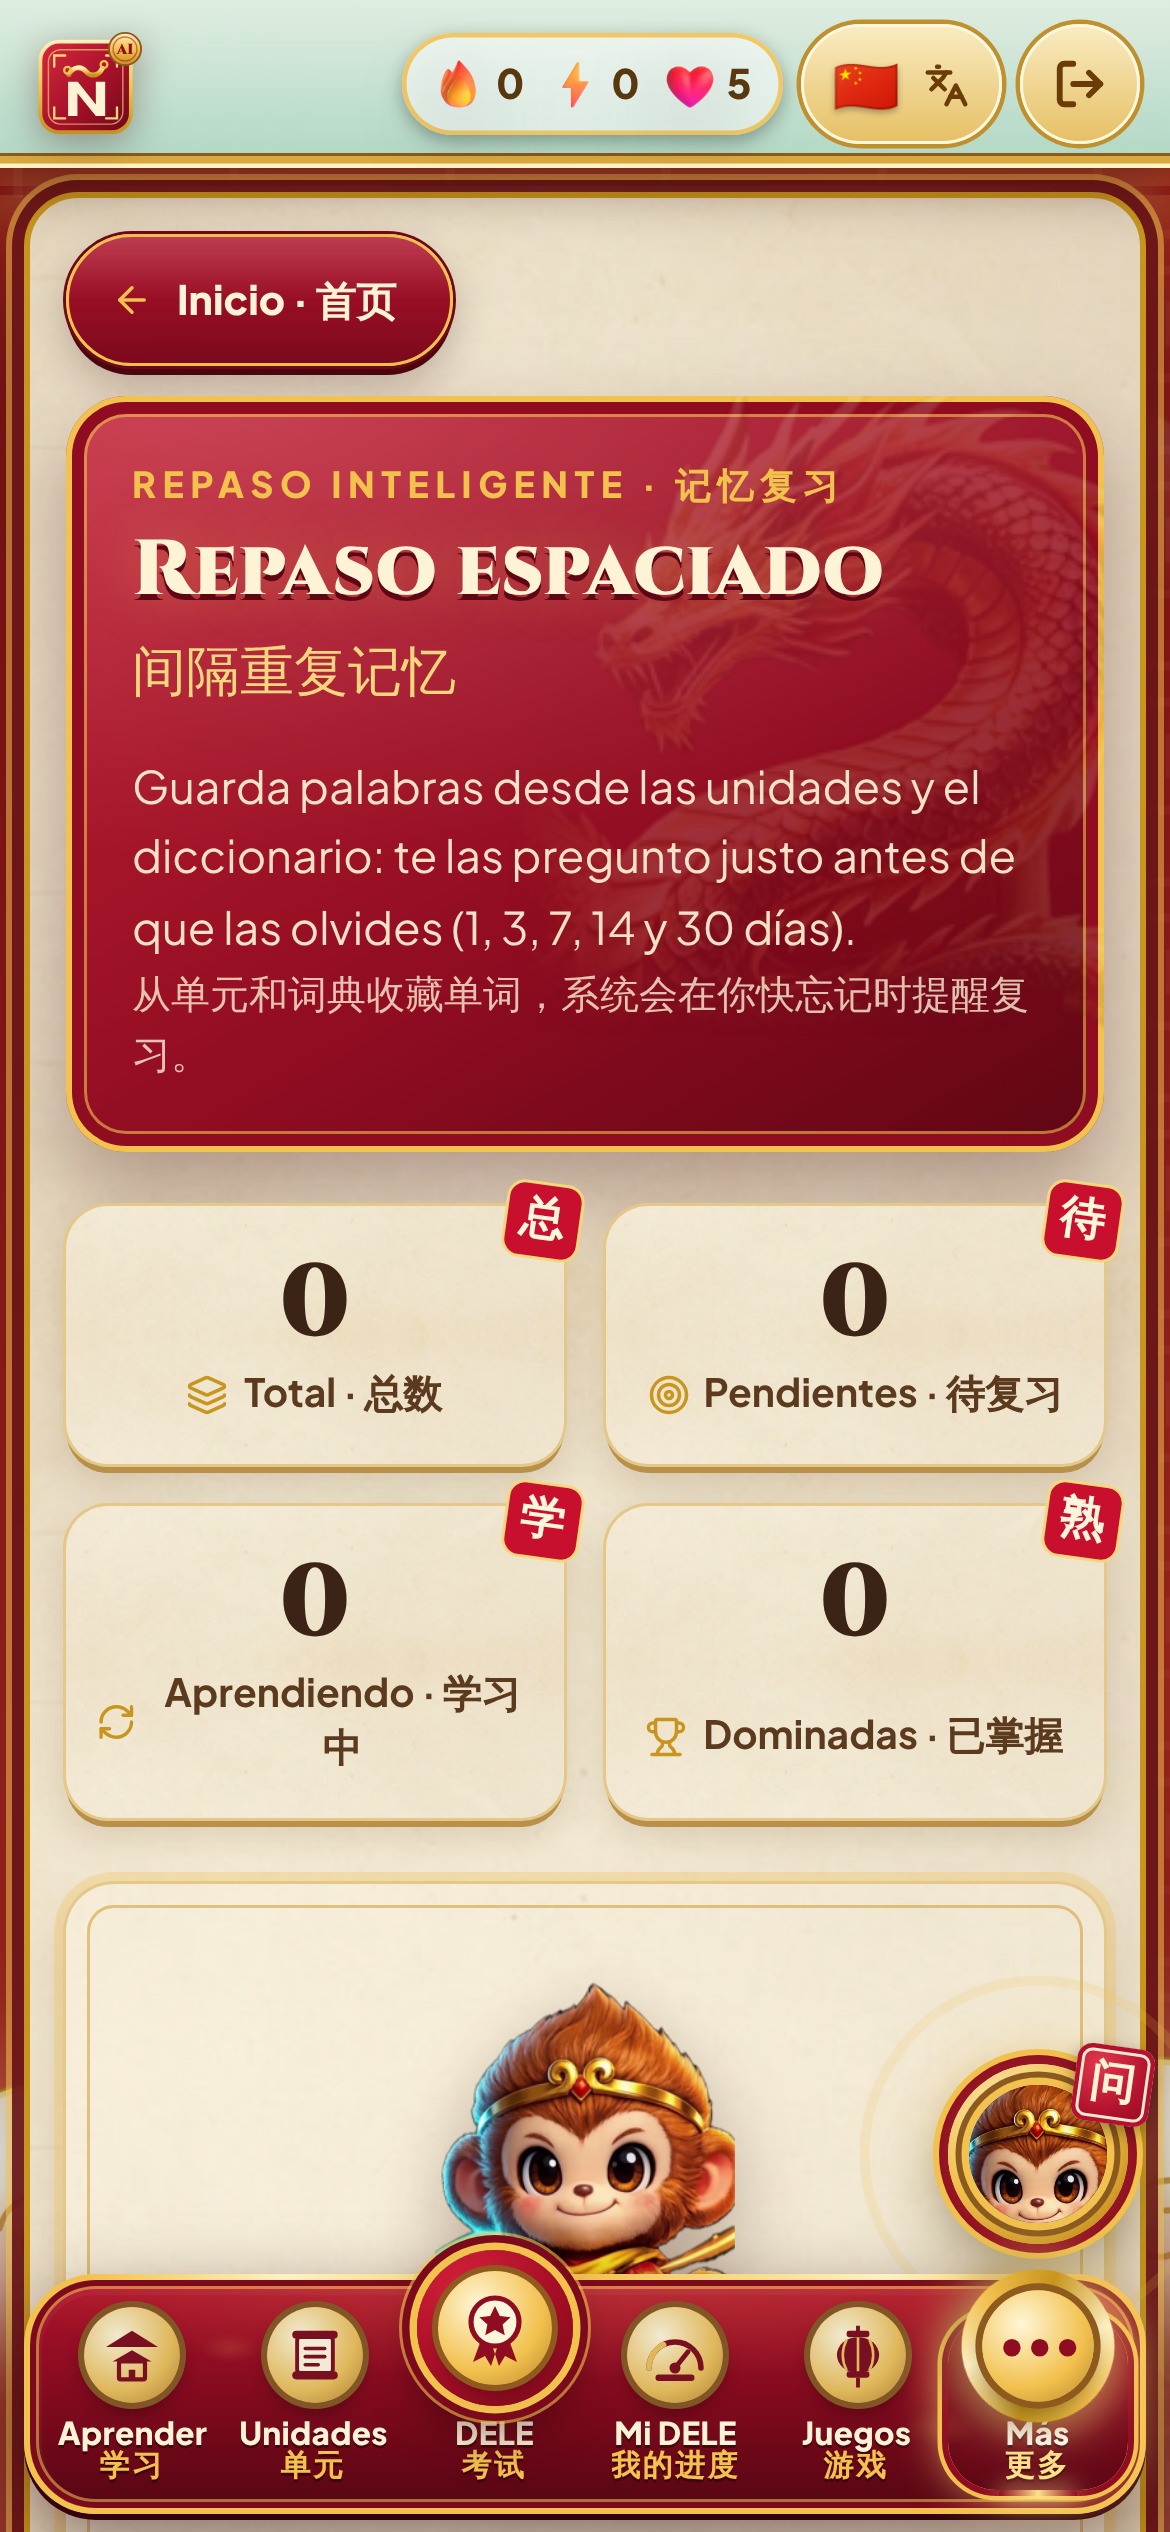 AI
Ñ
0 0 5
Inicio · 首页
REPASO INTELIGENTE · 记忆复习
REPASO ESPACIADO
间隔重复记忆
Guarda palabras desde las unidades y el
diccionario: te las pregunto justo antes de
que las olvides (1, 3, 7, 14 y 30 días).
从单元和词典收藏单词，系统会在你快忘记时提醒复
习。
总
0
Total · 总数
待
0
Pendientes · 待复习
学
0
Aprendiendo · 学习
中
熟
0
Dominadas · 已掌握
问
Aprender
学习
Unidades
单元
DELE
考试
Mi DELE
我的进度
Juegos
游戏
Más
更多